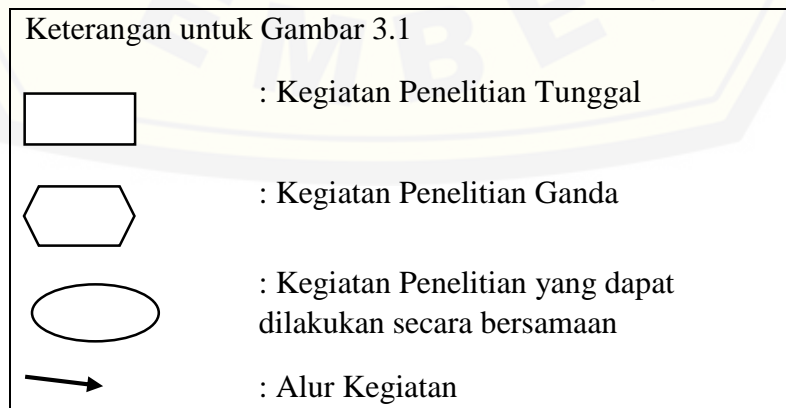 Keterangan untuk Gambar 3.1
: Kegiatan Penelitian Tunggal
: Kegiatan Penelitian Ganda
: Kegiatan Penelitian yang dapat
dilakukan secara bersamaan
: Alur Kegiatan